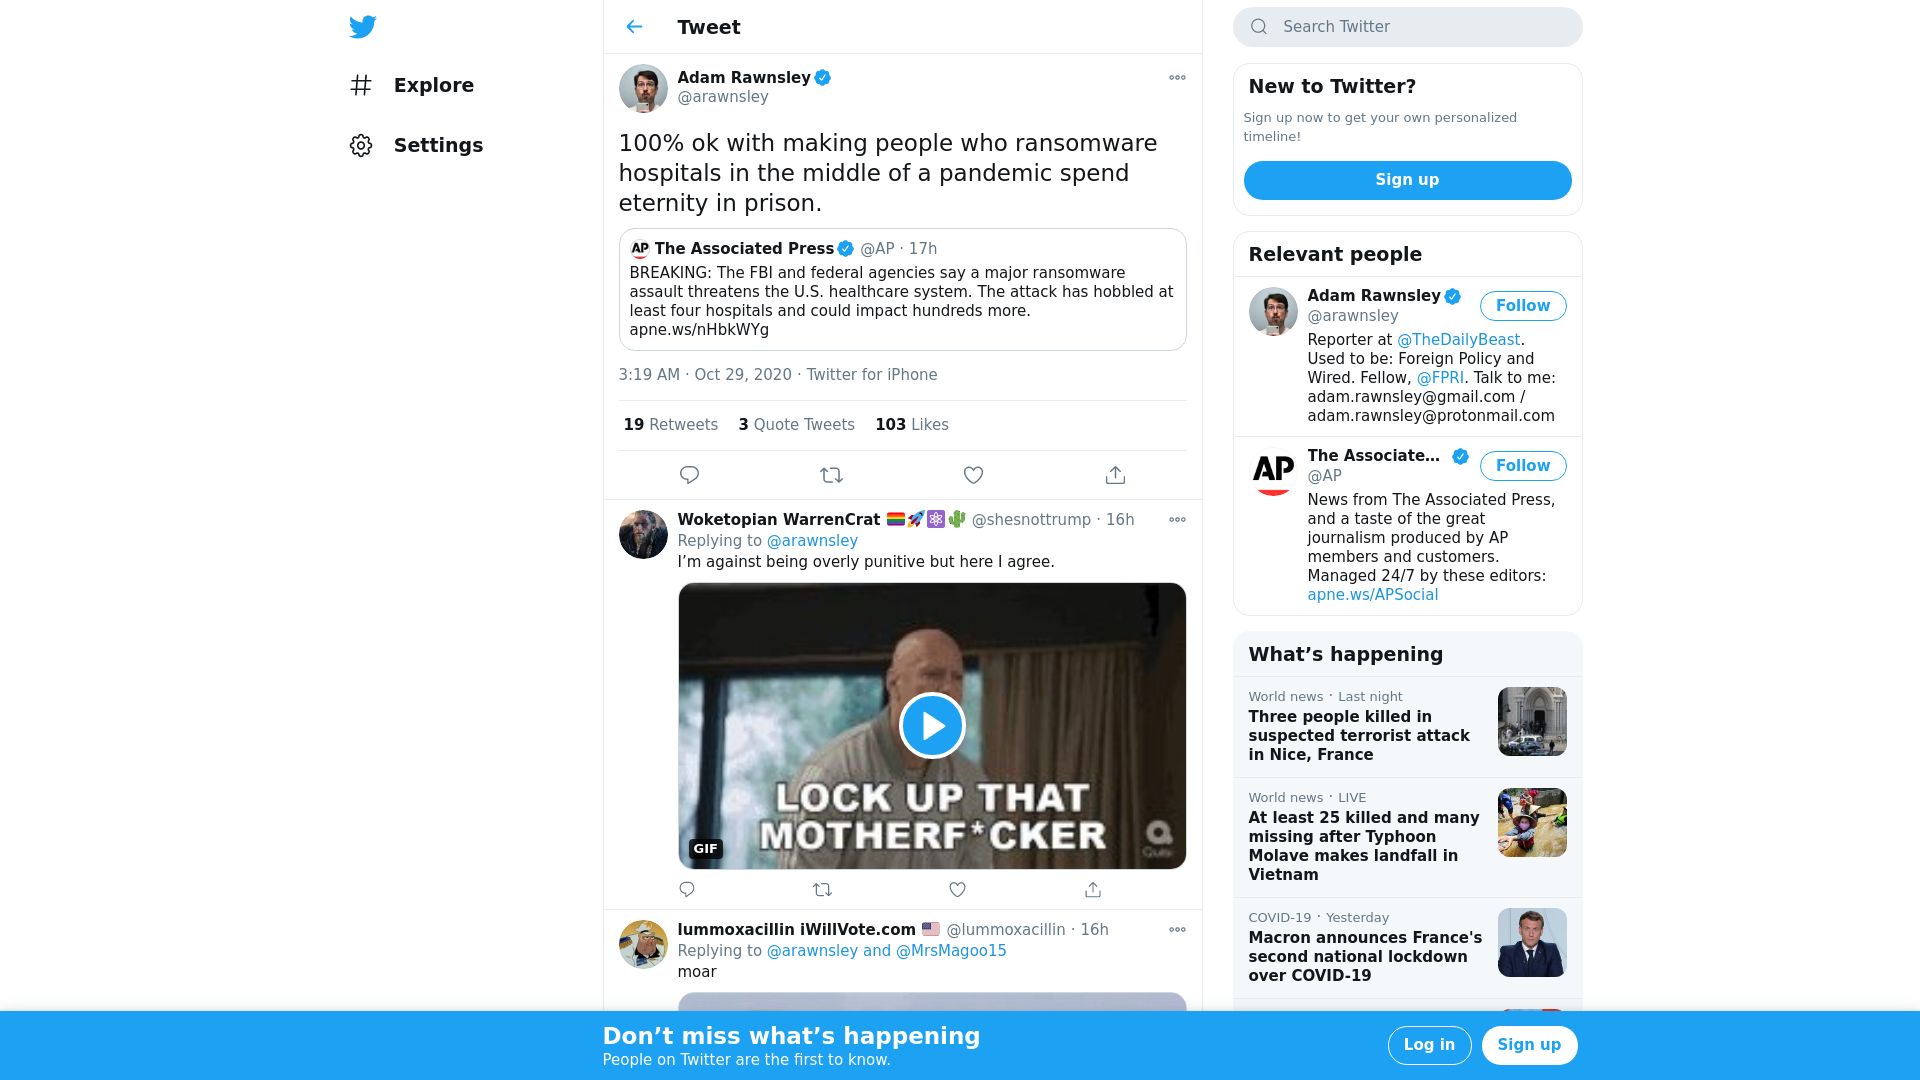 Explore
Settings
Tweet
Adam Rawnsley
@arawnsley
100% ok with making people who ransomware
hospitals in the middle of a pandemic spend
eternity in prison.
AP The Associated Press @AP · 17h
BREAKING: The FBI and federal agencies say a major ransomware
assault threatens the U.S. healthcare system. The attack has hobbled at
least four hospitals and could impact hundreds more.
apne.ws/nHbkWYg
3:19 AM · Oct 29, 2020 · Twitter for iPhone
19 Retweets 3 Quote Tweets 103 Likes
Woketopian WarrenCrat 🏳️‍🌈🚀⚛️🌵 @shesnottrump · 16h
Replying to @arawnsley
I’m against being overly punitive but here I agree.
LOCK UP THAT
MOTHERF*CKER
GIF
lummoxacillin iWillVote.com 🇺🇸 @lummoxacillin · 16h
Replying to @arawnsley and @MrsMagoo15
moar
Search Twitter
New to Twitter?
Sign up now to get your own personalized
timeline!
Sign up
Relevant people
Adam Rawnsley
@arawnsley
Follow
Reporter at @TheDailyBeast.
Used to be: Foreign Policy and
Wired. Fellow, @FPRI. Talk to me:
adam.rawnsley@gmail.com /
adam.rawnsley@protonmail.com
AP
The Associate...
@AP
Follow
News from The Associated Press,
and a taste of the great
journalism produced by AP
members and customers.
Managed 24/7 by these editors:
apne.ws/APSocial
What’s happening
World news · Last night
Three people killed in
suspected terrorist attack
in Nice, France
World news · LIVE
At least 25 killed and many
missing after Typhoon
Molave makes landfall in
Vietnam
COVID-19 · Yesterday
Macron announces France's
second national lockdown
over COVID-19
Don’t miss what’s happening
People on Twitter are the first to know.
Log in
Sign up